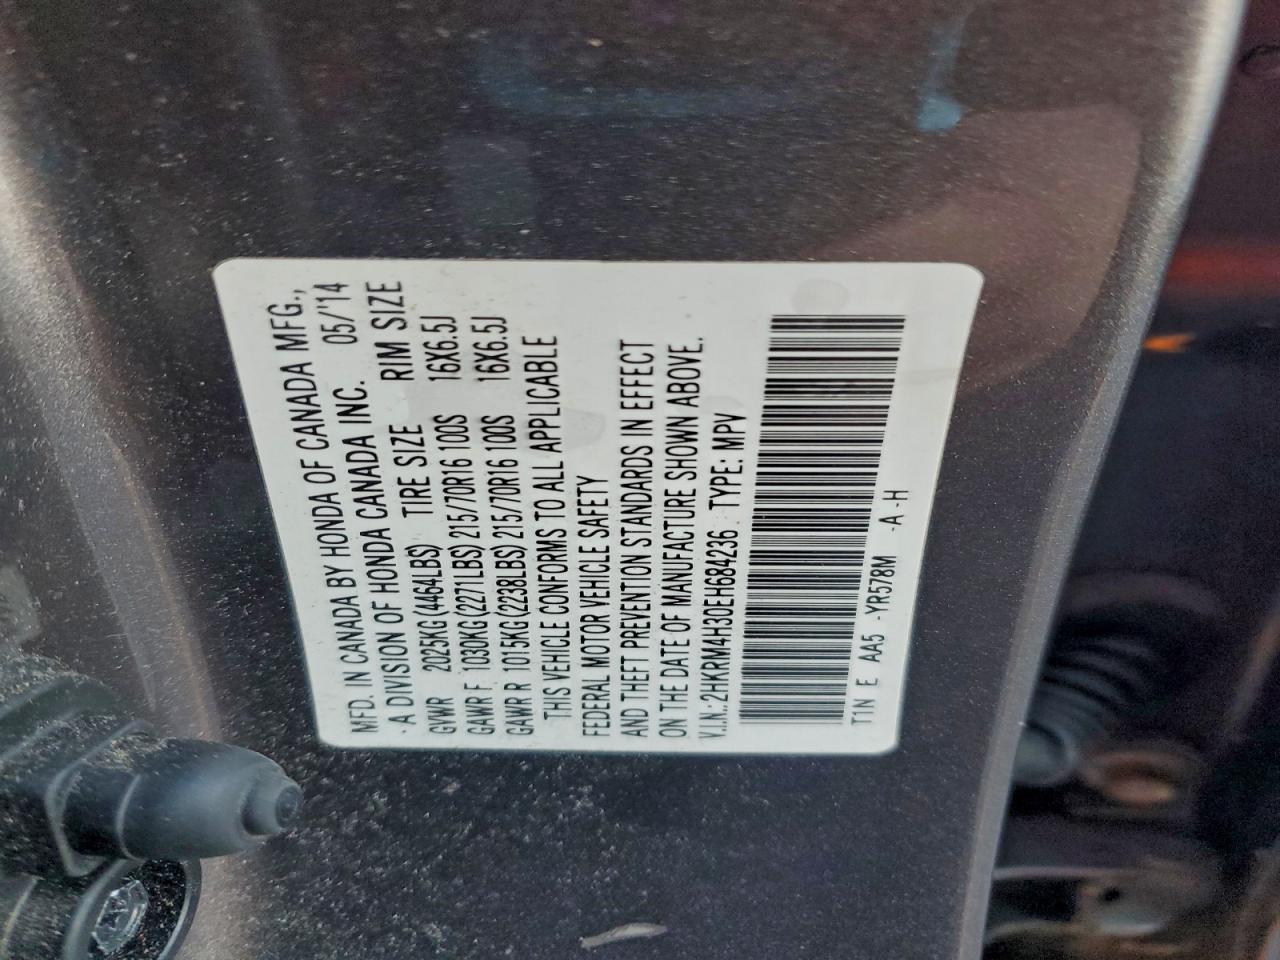 MFD. IN CANADA BY HONDA OF CANADA MFG.,
A DIVISION OF HONDA CANADA INC. 05/'14
TIRE SIZE RIM SIZE
GVWR 2025KG(4464LBS)
GAWR F 1030KG(2271LBS) 215/70R16 100S 16X6.5J
GAWR R 1015KG(2238LBS) 215/70R16 100S 16X6.5J
THIS VEHICLE CONFORMS TO ALL APPLICABLE
FEDERAL MOTOR VEHICLE SAFETY
AND THEFT PREVENTION STANDARDS IN EFFECT
ON THE DATE OF MANUFACTURE SHOWN ABOVE.
V.I.N.: 2HKRM4H30EH684236 TYPE: MPV
T1N E AA5 -YR578M -A -H